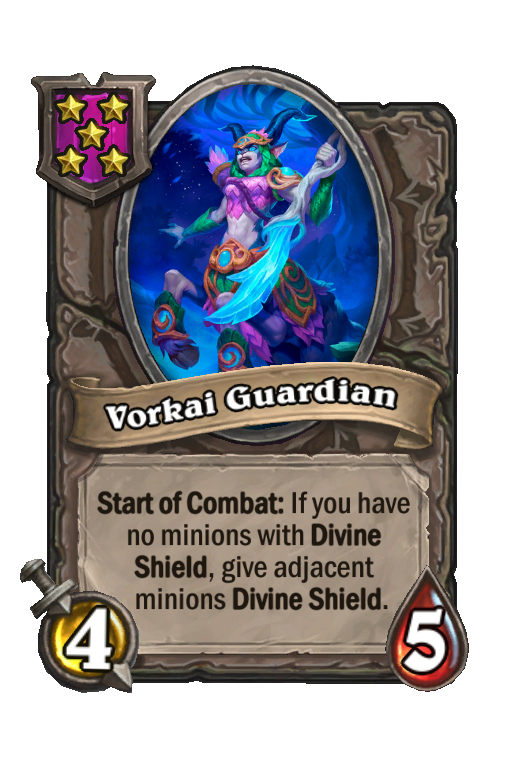 Vorkai Guardian
Start of Combat: If you have
no minions with Divine
Shield, give adjacent
minions Divine Shield.
4
5